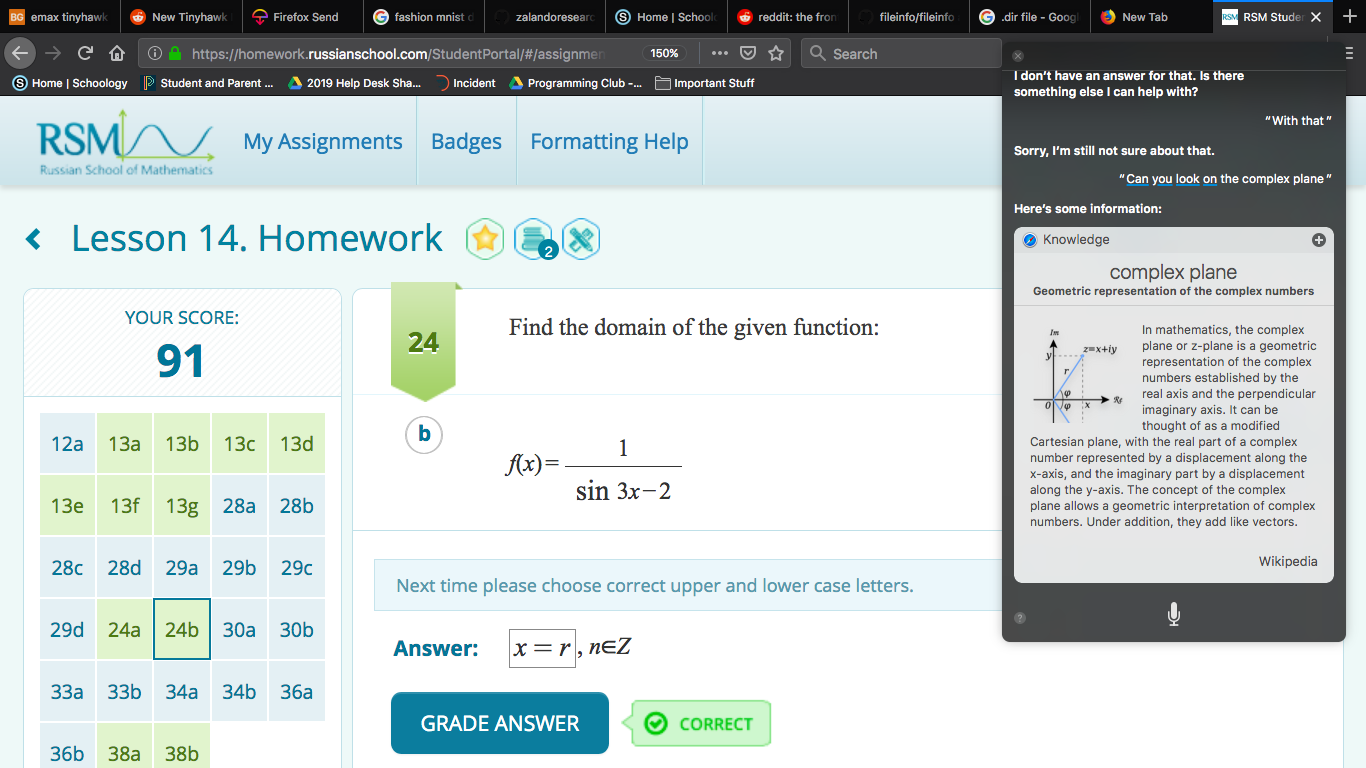 BG emax tinyhawk
New Tinyhawk
Firefox Send
fashion mnist d
zalandoresearc
Home | School
reddit: the fron
fileinfo/fileinfo
.dir file - Googl
New Tab
RSM Studen
https://homework.russianschool.com/StudentPortal/#/assignmen
150%
Search
Home | Schoology
Student and Parent ...
2019 Help Desk Sha...
Incident
Programming Club -...
Important Stuff
RSM
Russian School of Mathematics
My Assignments
Badges
Formatting Help
Lesson 14. Homework
2
YOUR SCORE:
91
12a 13a 13b 13c 13d
13e 13f 13g 28a 28b
28c 28d 29a 29b 29c
29d 24a 24b 30a 30b
33a 33b 34a 34b 36a
36b 38a 38b
24
Find the domain of the given function:
b
f(x)= 1
sin 3x−2
Next time please choose correct upper and lower case letters.
Answer: x = r , n∈Z
GRADE ANSWER
CORRECT
I don't have an answer for that. Is there
something else I can help with?
“With that”
Sorry, I'm still not sure about that.
“Can you look on the complex plane”
Here's some information:
Knowledge
complex plane
Geometric representation of the complex numbers
Im
y
z=x+iy
r
φ
0
φ
x
Re
In mathematics, the complex
plane or z-plane is a geometric
representation of the complex
numbers established by the
real axis and the perpendicular
imaginary axis. It can be
thought of as a modified
Cartesian plane, with the real part of a complex
number represented by a displacement along the
x-axis, and the imaginary part by a displacement
along the y-axis. The concept of the complex
plane allows a geometric interpretation of complex
numbers. Under addition, they add like vectors.
Wikipedia
?